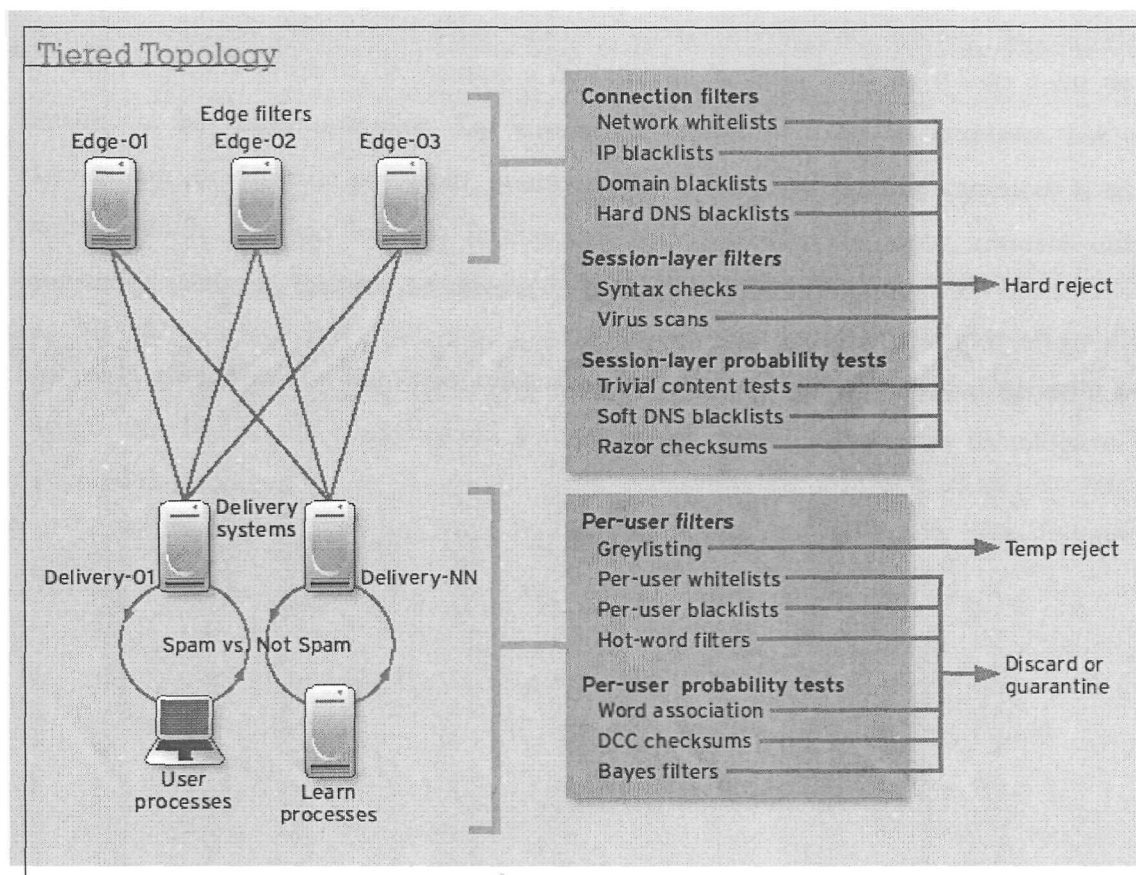 Tiered Topology
Edge filters
Edge-01
Edge-02
Edge-03
Connection filters
Network whitelists
IP blacklists
Domain blacklists
Hard DNS blacklists
Session-layer filters
Syntax checks
Virus scans
Session-layer probability tests
Trivial content tests
Soft DNS blacklists
Razor checksums
Hard reject
Delivery
systems
Delivery-01
Delivery-NN
Spam vs. Not Spam
User
processes
Learn
processes
Per-user filters
Greylisting
Per-user whitelists
Per-user blacklists
Hot-word filters
Per-user probability tests
Word association
DCC checksums
Bayes filters
Temp reject
Discard or
guarantine